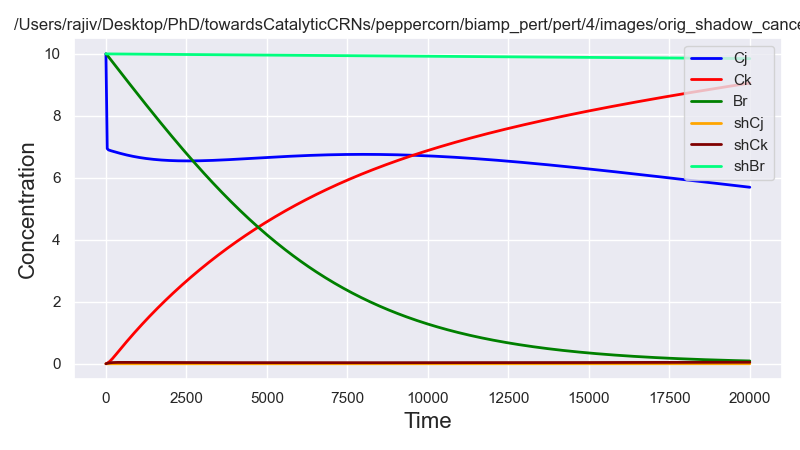 /Users/rajiv/Desktop/PhD/towardsCatalyticCRNs/peppercorn/biamp_pert/pert/4/images/orig_shadow_cance
10
8
6
4
2
0
Concentration
Cj
Ck
Br
shCj
shCk
shBr
0 2500 5000 7500 10000 12500 15000 17500 20000
Time